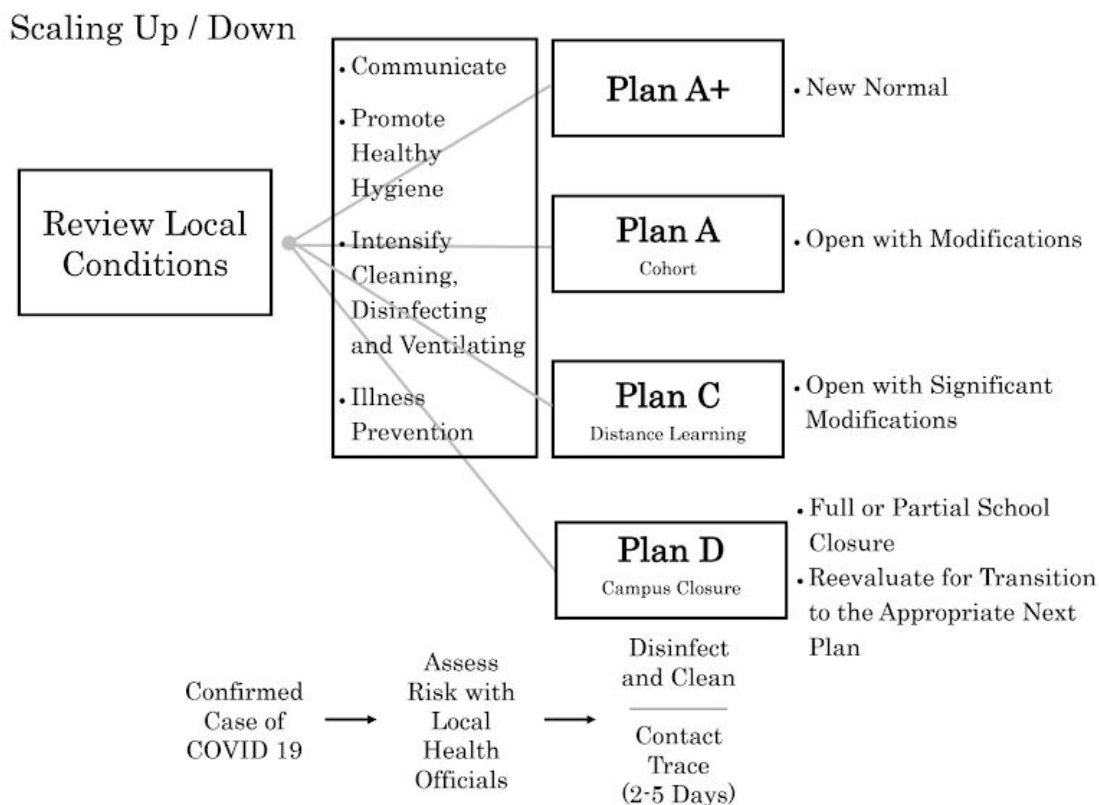 Scaling Up / Down
Review Local
Conditions
• Communicate
• Promote
Healthy
Hygiene
• Intensify
Cleaning,
Disinfecting
and Ventilating
• Illness
Prevention
Plan A+
• New Normal
Plan A
Cohort
• Open with Modifications
Plan C
Distance Learning
• Open with Significant
Modifications
Plan D
Campus Closure
• Full or Partial School
Closure
• Reevaluate for Transition
to the Appropriate Next
Plan
Confirmed
Case of
COVID 19
Assess
Risk with
Local
Health
Officials
Disinfect
and Clean
Contact
Trace
(2-5 Days)